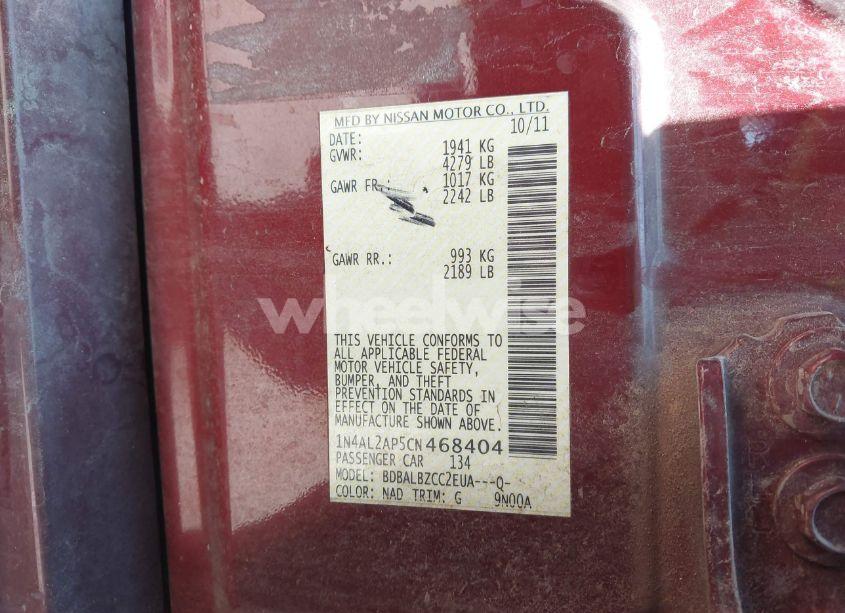 MFD BY NISSAN MOTOR CO., LTD.
DATE: 10/11
GVWR: 1941 KG
4279 LB
GAWR FR.: 1017 KG
2242 LB
GAWR RR.: 993 KG
2189 LB
wheelwise
THIS VEHICLE CONFORMS TO
ALL APPLICABLE FEDERAL
MOTOR VEHICLE SAFETY,
BUMPER, AND THEFT
PREVENTION STANDARDS IN
EFFECT ON THE DATE OF
MANUFACTURE SHOWN ABOVE.
1N4AL2AP5CN468404
PASSENGER CAR 134
MODEL: BDBALBZCC2EUA---Q-
COLOR: NAD TRIM: G 9N00A